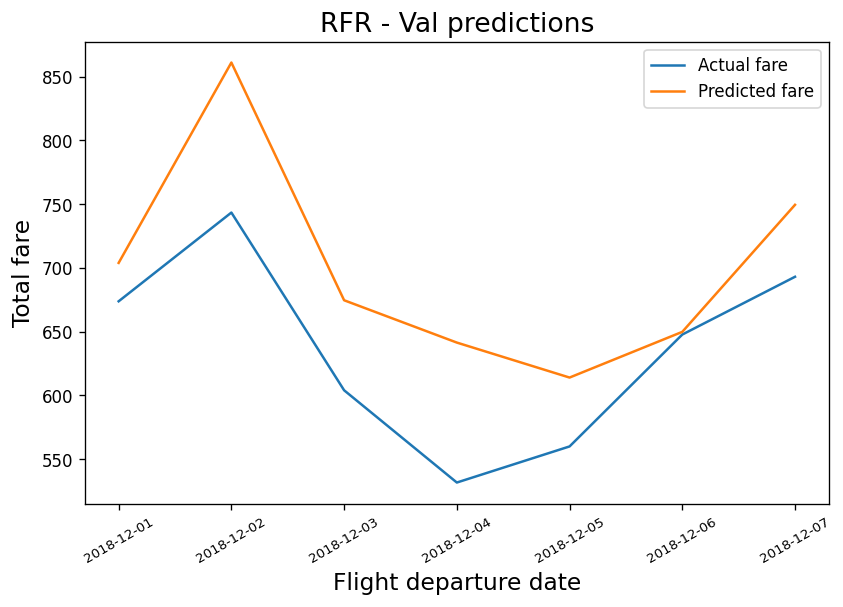 RFR - Val predictions
Actual fare
Predicted fare
850
800
750
700
650
600
550
Total fare
2018-12-01
2018-12-02
2018-12-03
2018-12-04
2018-12-05
2018-12-06
2018-12-07
Flight departure date